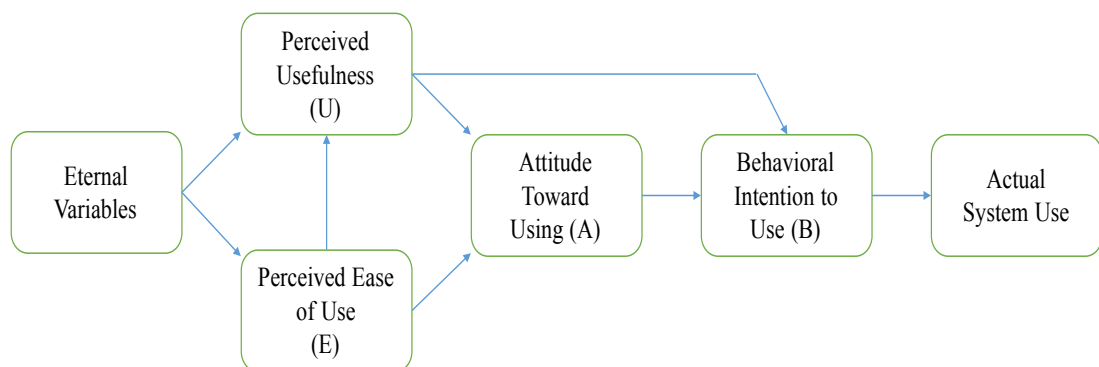 Eternal
Variables
Perceived
Usefulness
(U)
Perceived Ease
of Use
(E)
Attitude
Toward
Using (A)
Behavioral
Intention to
Use (B)
Actual
System Use